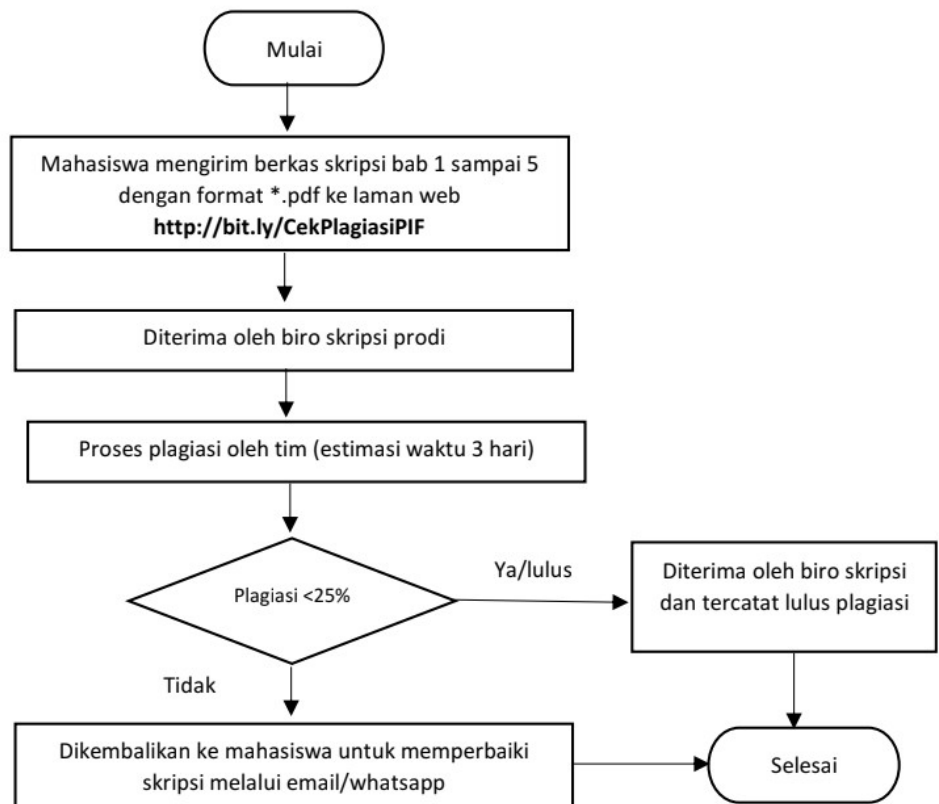 Mulai
Mahasiswa mengirim berkas skripsi bab 1 sampai 5
dengan format *.pdf ke laman web
http://bit.ly/CekPlagiasiPIF
Diterima oleh biro skripsi prodi
Proses plagiasi oleh tim (estimasi waktu 3 hari)
Plagiasi <25%
Ya/lulus
Diterima oleh biro skripsi
dan tercatat lulus plagiasi
Tidak
Dikembalikan ke mahasiswa untuk memperbaiki
skripsi melalui email/whatsapp
Selesai